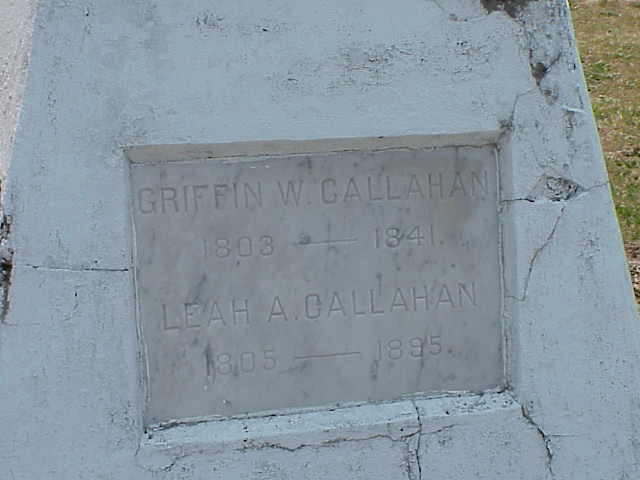 GRIFFIN W. CALLAHAN
1803 — 1841.
LEAH A. CALLAHAN
1805 — 1895.